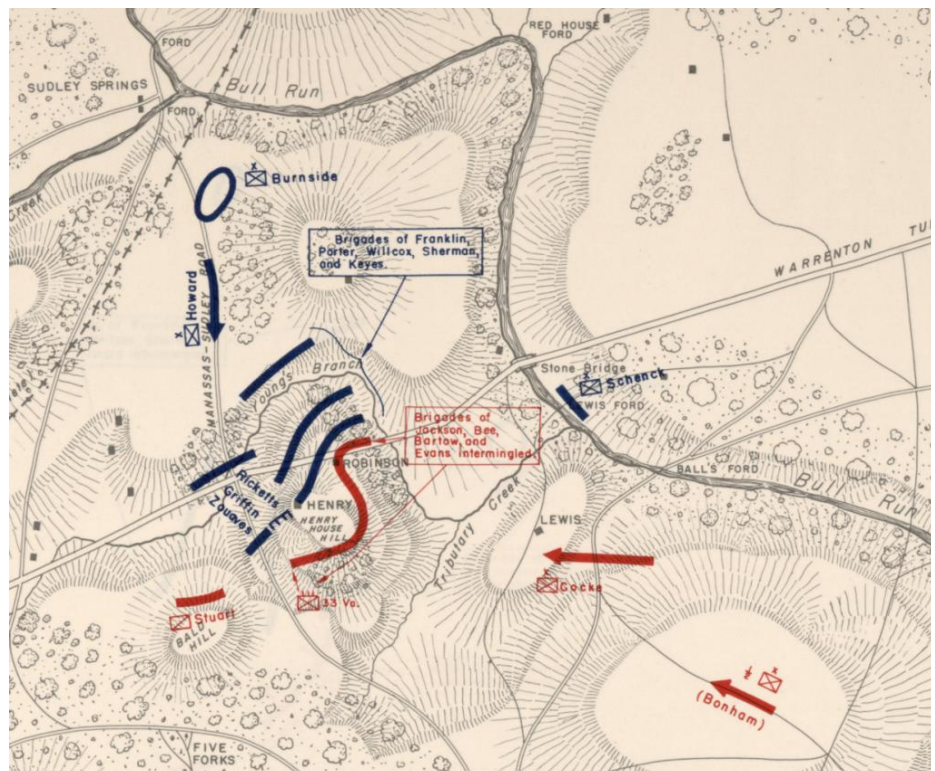 RED HOUSE
FORD
FORD
SUDLEY SPRINGS
Bull Run
FORD
Creek
Burnside
Brigades of Franklin,
Porter, Willcox, Sherman,
and Keyes.
WARRENTON TU
Howard
MANASSAS-SUDLEY ROAD
Young's Branch
Stone Bridge
Schenck
LEWIS FORD
Brigades of
Jackson, Bee,
Bartow, and
Evans intermingled
ROBINSON
BALL'S FORD
Bull Run
Ricketts
Griffin
Zouaves
HENRY
HENRY
HOUSE
HILL
LEWIS
Tributary Creek
Cocke
33 Va.
Stuart
BALD
HILL
(Bonham)
FIVE
FORKS